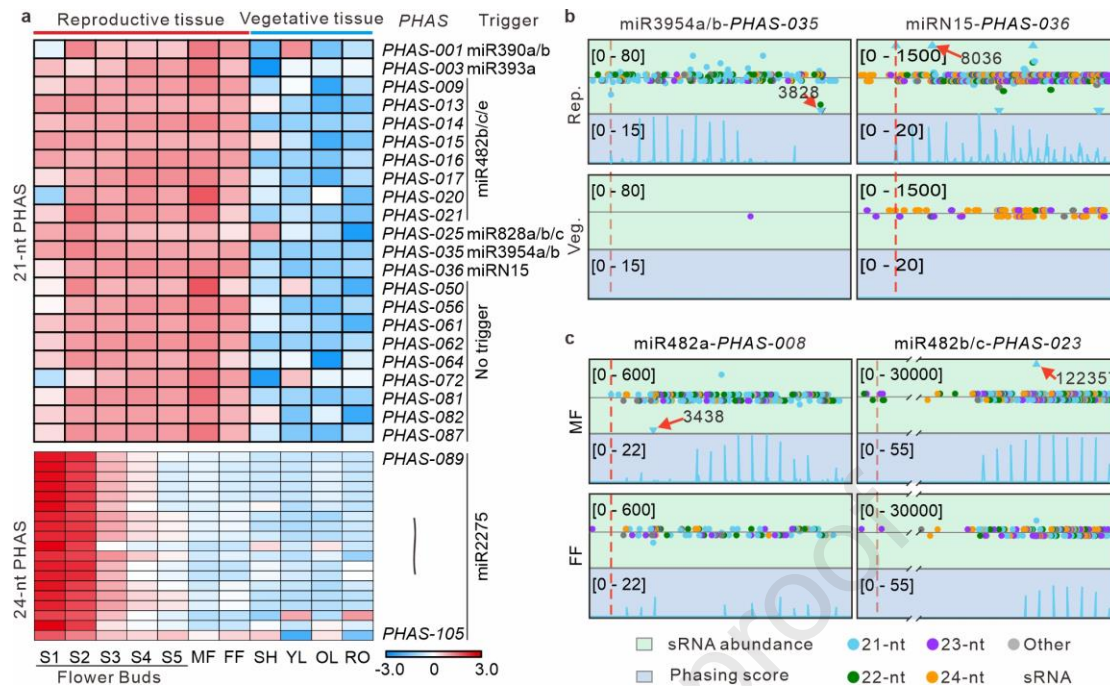 a
Reproductive tissue Vegetative tissue PHAS Trigger
PHAS-001 miR390a/b
PHAS-003 miR393a
PHAS-009
PHAS-013
PHAS-014
PHAS-015
PHAS-016
PHAS-017
PHAS-020
PHAS-021
miR482b/c/e
PHAS-025 miR828a/b/c
PHAS-035 miR3954a/b
PHAS-036 miRN15
PHAS-050
PHAS-056
PHAS-061
PHAS-062
PHAS-064
PHAS-072
PHAS-081
PHAS-082
PHAS-087
No trigger
21-nt PHAS
PHAS-089
PHAS-105
miR2275
24-nt PHAS
S1 S2 S3 S4 S5 MF FF SH YL OL RO
Flower Buds
-3.0 0 3.0
b
miR3954a/b-PHAS-035 miRN15-PHAS-036
Rep.
[0 - 80] [0 - 1500]
3828 8036
[0 - 15] [0 - 20]
Veg.
[0 - 80] [0 - 1500]
[0 - 15] [0 - 20]
c
miR482a-PHAS-008 miR482b/c-PHAS-023
MF
[0 - 600] [0 - 30000]
3438 122357
[0 - 22] [0 - 55]
FF
[0 - 600] [0 - 30000]
[0 - 22] [0 - 55]
sRNA abundance 21-nt 23-nt Other
Phasing score 22-nt 24-nt sRNA
proof